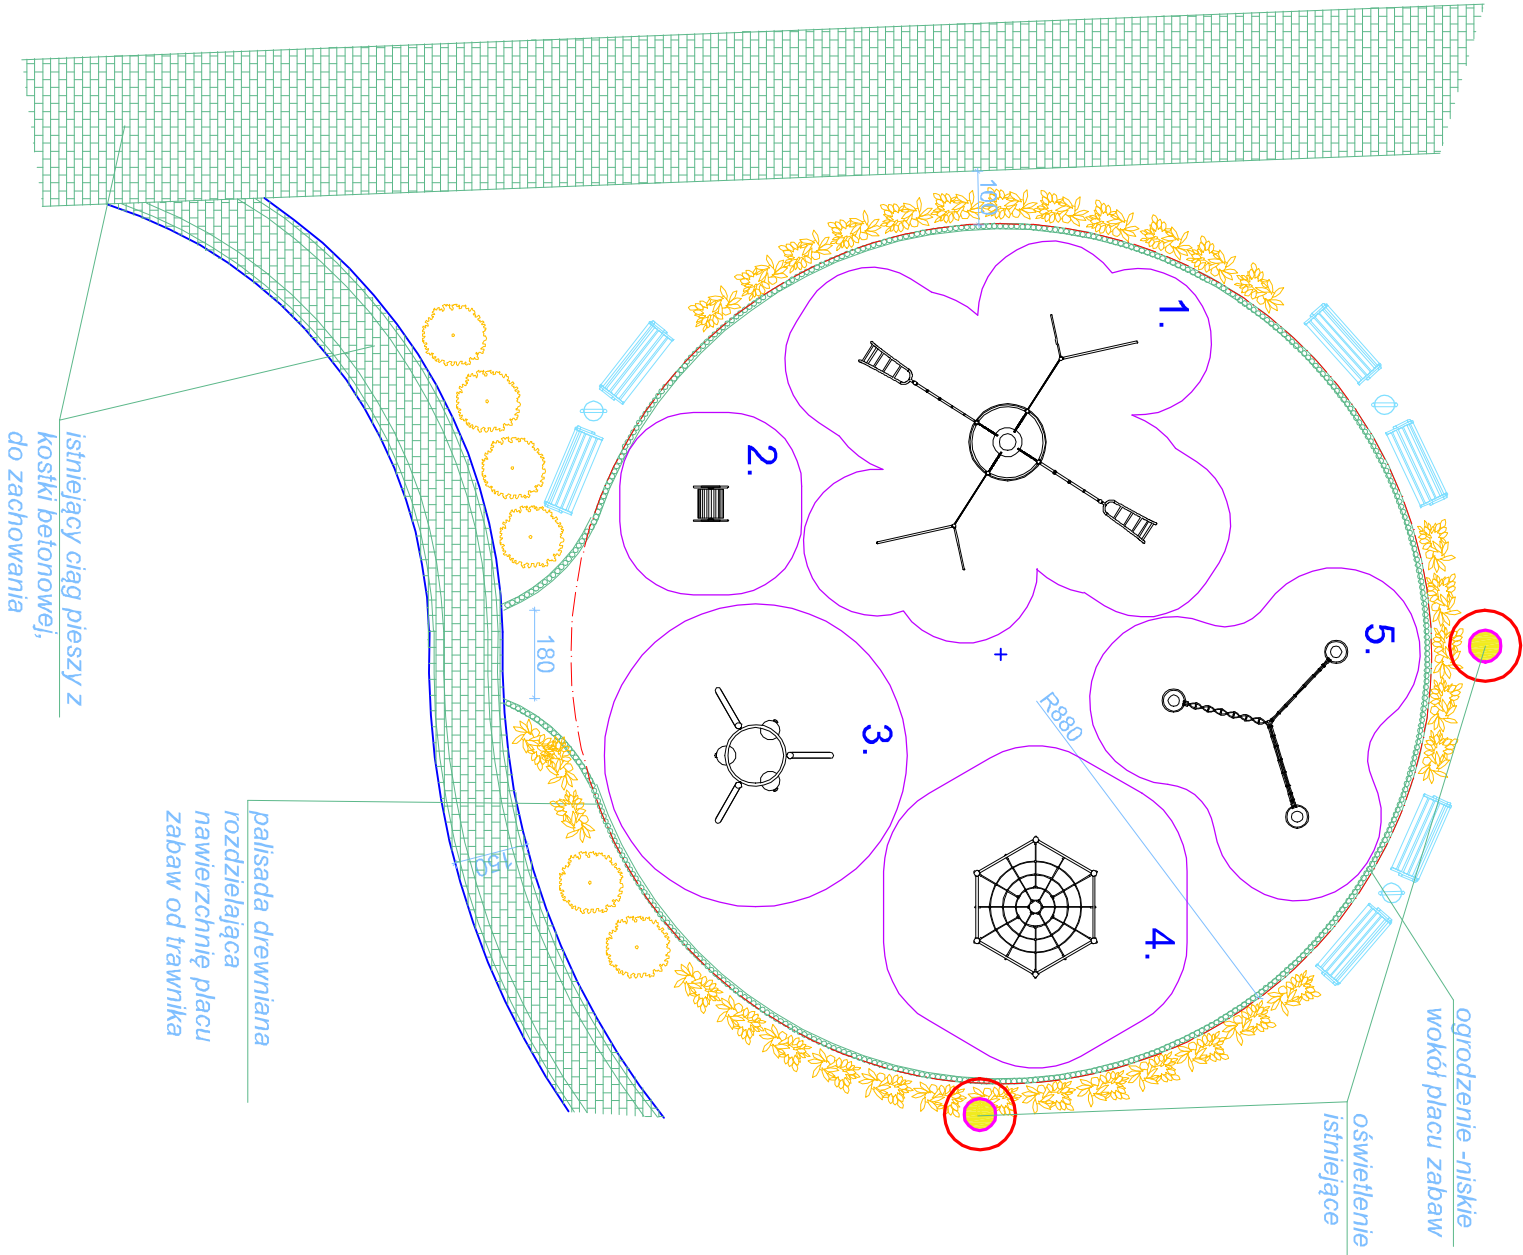 1.
2.
3.
4.
5.
100
180
150
R880
istniejący ciąg pieszy z
kostki betonowej,
do zachowania
palisada drewniana
rozdzielająca
nawierzchnię placu
zabaw od trawnika
ogrodzenie -niskie
wokół placu zabaw
oświetlenie
istniejące